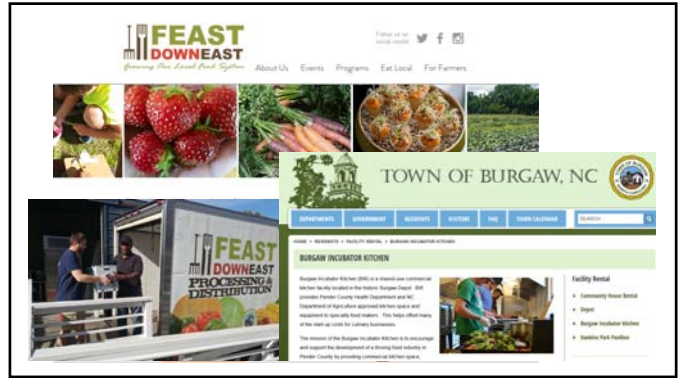 FEAST
DOWNEAST
Growing Our Local Food System
Follow us on
social media!
About Us Events Programs Eat Local For Farmers
TOWN OF BURGAW, NC
DEPARTMENTS GOVERNMENT RESIDENTS VISITORS FAQ TOWN CALENDAR SEARCH
HOME > RESIDENTS > FACILITY RENTAL > BURGAW INCUBATOR KITCHEN
BURGAW INCUBATOR KITCHEN
Burgaw Incubator Kitchen (BIK) is a shared-use commercial
kitchen facility located in the historic Burgaw Depot. BIK
provides Pender County Health Department and NC
Department of Agriculture approved kitchen space and
equipment to specialty food makers. This helps offset many
of the start-up costs for culinary businesses.
The mission of the Burgaw Incubator Kitchen is to encourage
and support the development of a thriving food industry in
Pender County by providing commercial kitchen space,
Facility Rental
Community House Rental
Depot
Burgaw Incubator Kitchen
Hankins Park Pavilion
FEAST
DOWNEAST
PROCESSING &
DISTRIBUTION